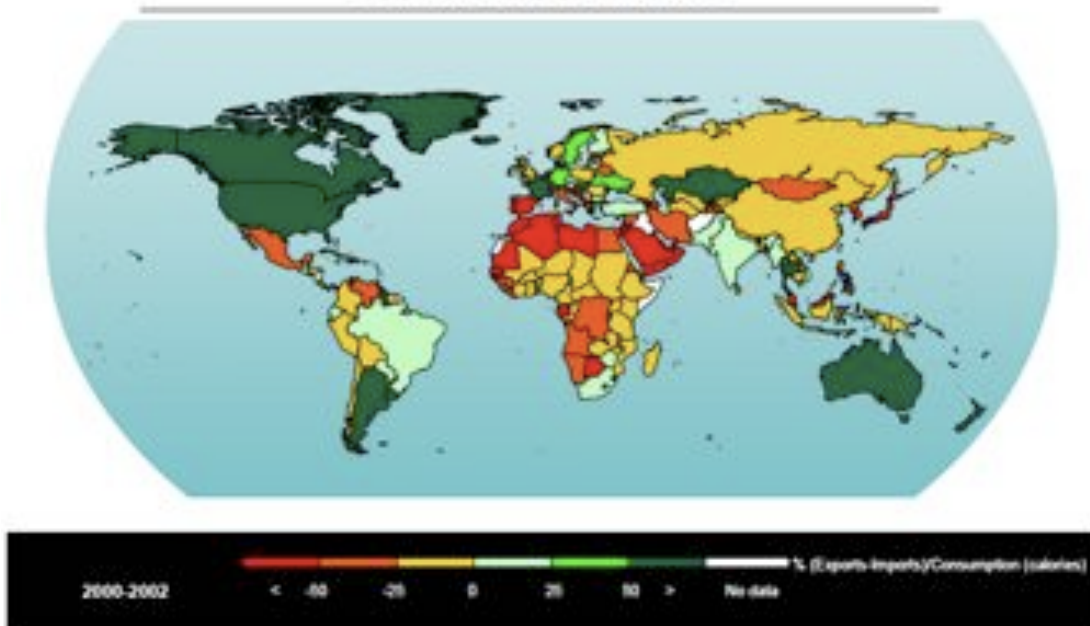 % (Exports-Imports)/Consumption (calories)
2000-2002 < -50 -25 0 25 50 > No data